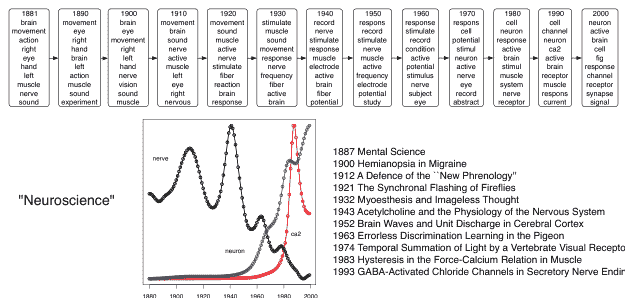 1881
brain
movement
action
right
eye
hand
left
muscle
nerve
sound
1890
movement
eye
right
hand
brain
left
action
muscle
sound
experiment
1900
brain
eye
movement
right
left
hand
nerve
vision
sound
muscle
1910
movement
brain
sound
nerve
active
muscle
left
eye
right
nervous
1920
movement
sound
muscle
active
nerve
stimulate
fiber
reaction
brain
response
1930
stimulate
muscle
sound
movement
response
nerve
frequency
fiber
active
brain
1940
record
nerve
stimulate
response
muscle
electrode
active
brain
fiber
potential
1950
respons
record
stimulate
nerve
muscle
active
frequency
electrode
potential
study
1960
response
stimulate
record
condition
active
potential
stimulus
nerve
subject
eye
1970
respons
cell
potential
stimul
neuron
active
nerve
eye
record
abstract
1980
cell
neuron
response
active
brain
stimul
muscle
system
nerve
receptor
1990
cell
channel
neuron
ca2
active
brain
receptor
muscle
respons
current
2000
neuron
active
brain
cell
fig
response
channel
receptor
synapse
signal
"Neuroscience"
nerve
neuron
ca2
1880 1900 1920 1940 1960 1980 2000
1887 Mental Science
1900 Hemianopsia in Migraine
1912 A Defence of the ``New Phrenology''
1921 The Synchronal Flashing of Fireflies
1932 Myoesthesis and Imageless Thought
1943 Acetylcholine and the Physiology of the Nervous System
1952 Brain Waves and Unit Discharge in Cerebral Cortex
1963 Errorless Discrimination Learning in the Pigeon
1974 Temporal Summation of Light by a Vertebrate Visual Recepto
1983 Hysteresis in the Force-Calcium Relation in Muscle
1993 GABA-Activated Chloride Channels in Secretory Nerve Endin